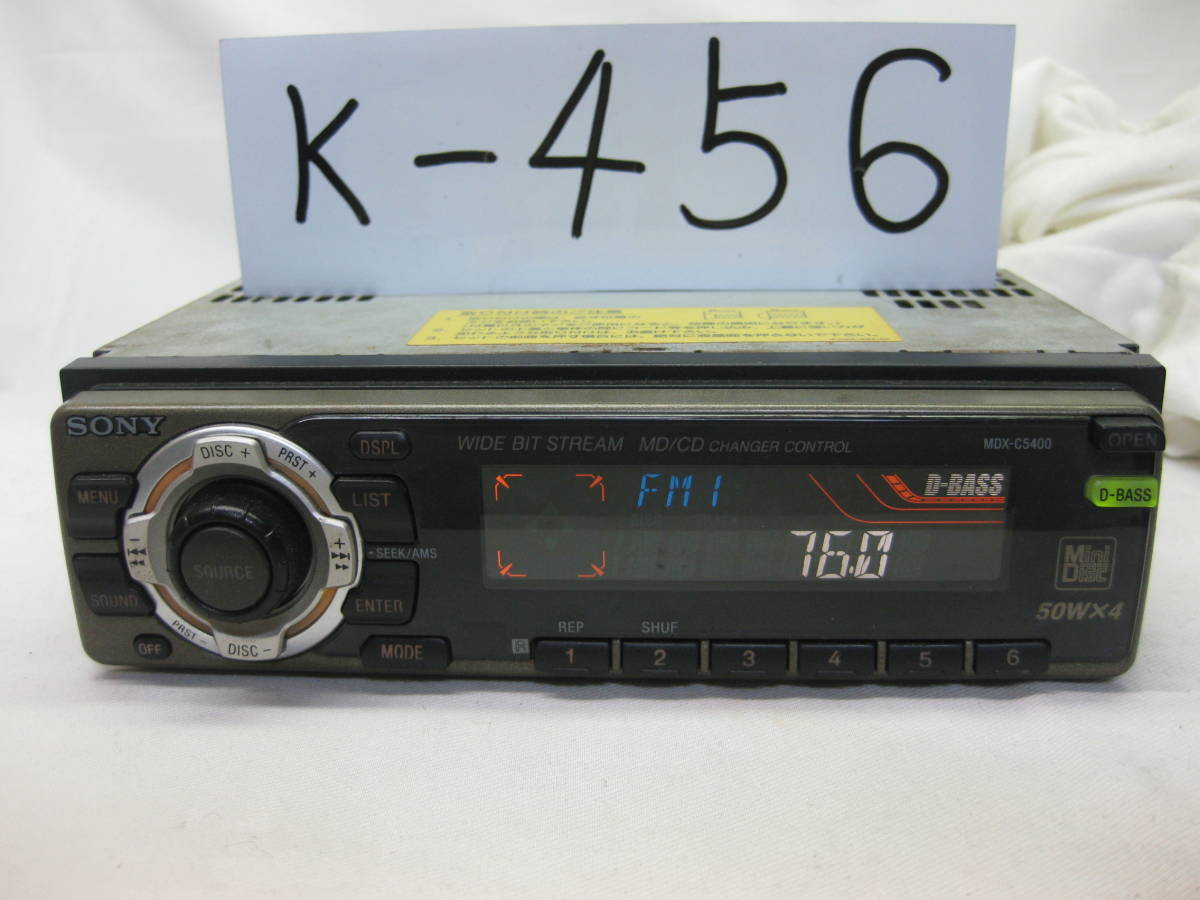 K-456
SONY
DISC +
PRST +
DSPL
WIDE BIT STREAM MD/CD CHANGER CONTROL
MDX-C5400
OPEN
MENU
LIST
FM1
D-BASS
D-BASS
SEEK/AMS
76.0
SOURCE
Mini Disc
SOUND
ENTER
50W×4
PRST -
DISC -
OFF
MODE
REP
SHUF
1 2 3 4 5 6